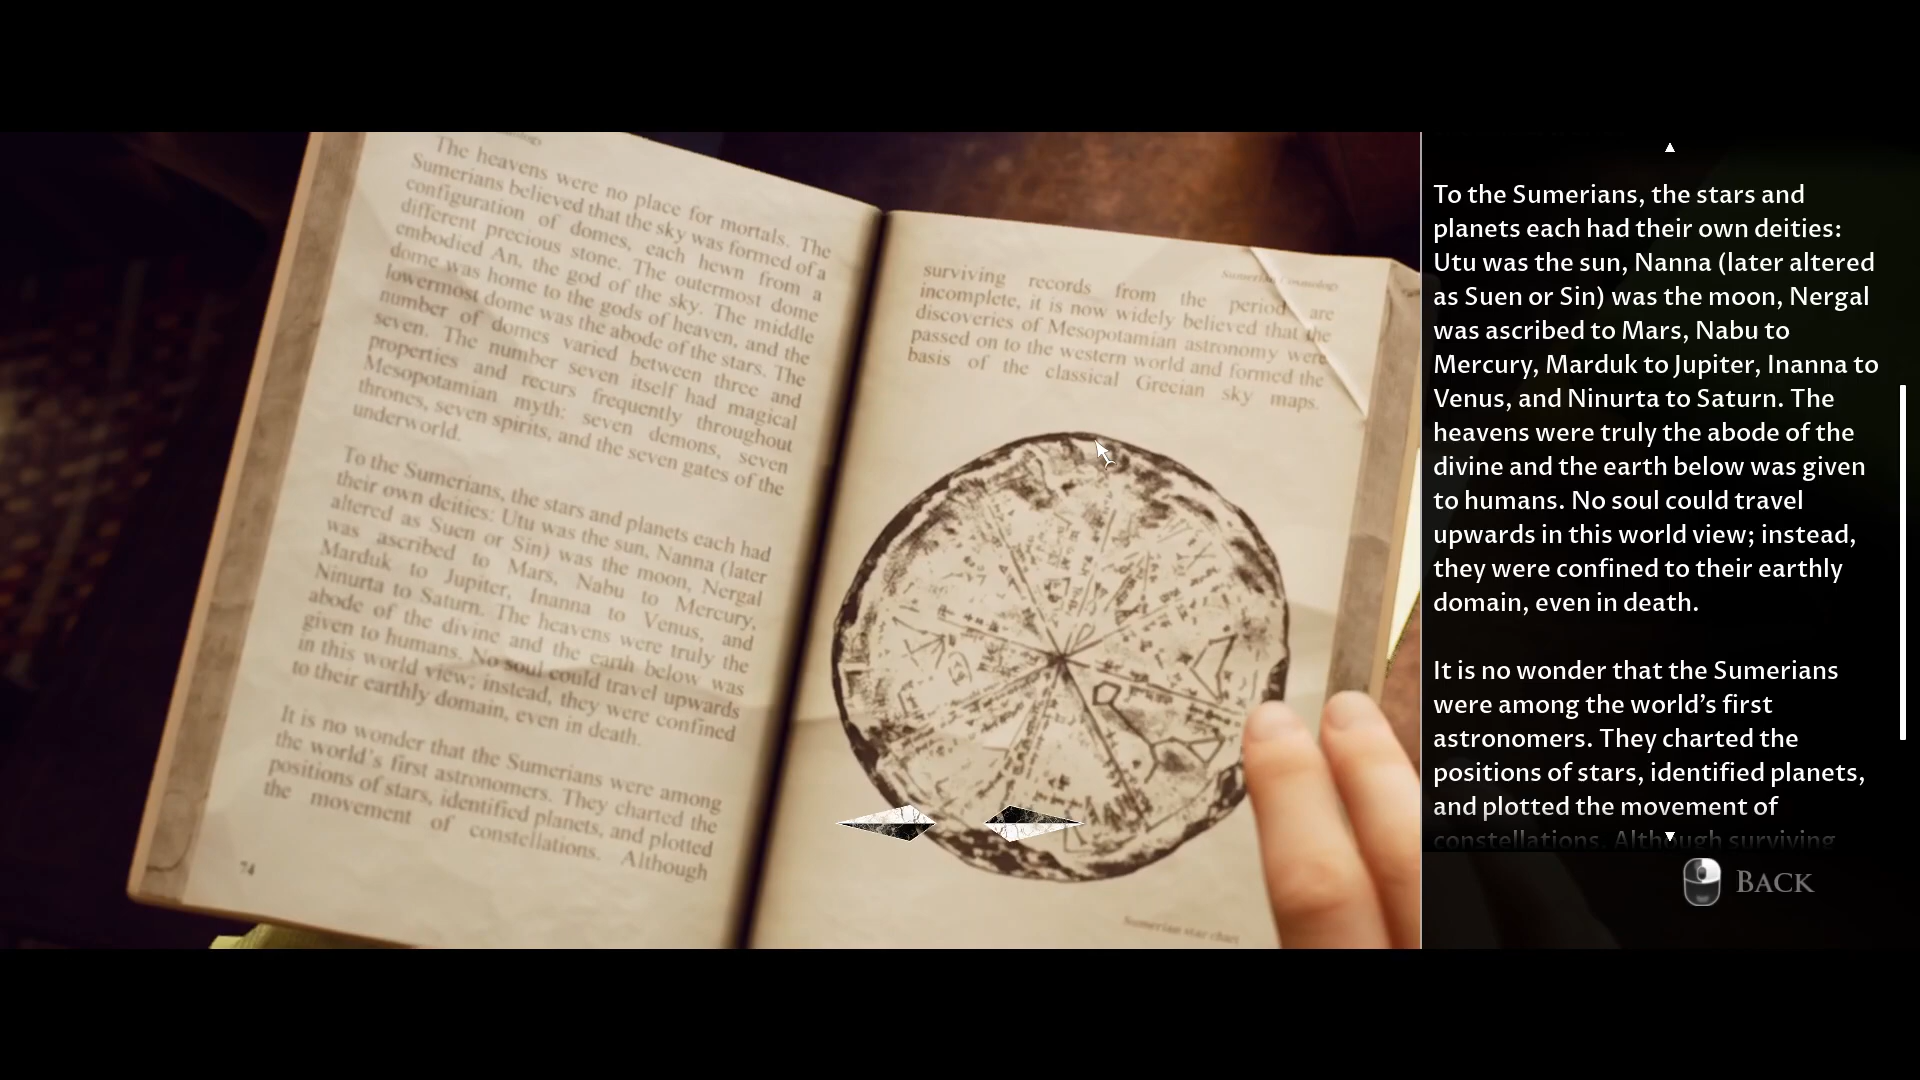 The heavens were no place for mortals. The
Sumerians believed that the sky was formed of a
configuration of domes, each hewn from a
different precious stone. The outermost dome
embodied An, the god of the sky. The middle
dome was home to the gods of heaven, and the
lowermost dome was the abode of the stars. The
number of domes varied between three and
seven. The number seven itself had magical
properties and recurs frequently throughout
Mesopotamian myth: seven demons, seven
thrones, seven spirits, and the seven gates of the
underworld.
To the Sumerians, the stars and planets each had
their own deities: Utu was the sun, Nanna (later
altered as Suen or Sin) was the moon, Nergal
was ascribed to Mars, Nabu to Mercury,
Marduk to Jupiter, Inanna to Venus, and
Ninurta to Saturn. The heavens were truly the
abode of the divine and the earth below was
given to humans. No soul could travel upwards
in this world view; instead, they were confined
to their earthly domain, even in death.
It is no wonder that the Sumerians were among
the world's first astronomers. They charted the
positions of stars, identified planets, and plotted
the movement of constellations. Although
74
Sumerian Cosmology
surviving records from the period are
incomplete, it is now widely believed that the
discoveries of Mesopotamian astronomy were
passed on to the western world and formed the
basis of the classical Grecian sky maps.
Sumerian star chart
To the Sumerians, the stars and
planets each had their own deities:
Utu was the sun, Nanna (later altered
as Suen or Sin) was the moon, Nergal
was ascribed to Mars, Nabu to
Mercury, Marduk to Jupiter, Inanna to
Venus, and Ninurta to Saturn. The
heavens were truly the abode of the
divine and the earth below was given
to humans. No soul could travel
upwards in this world view; instead,
they were confined to their earthly
domain, even in death.
It is no wonder that the Sumerians
were among the world's first
astronomers. They charted the
positions of stars, identified planets,
and plotted the movement of
constellations. Although surviving
BACK